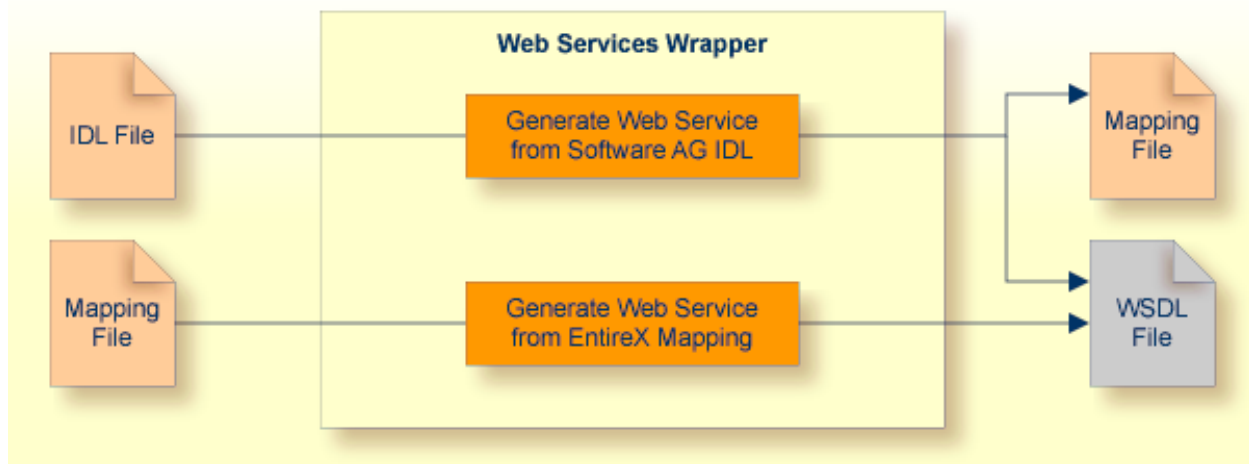 Web Services Wrapper
IDL File
Generate Web Service
from Software AG IDL
Mapping
File
Mapping
File
Generate Web Service
from EntireX Mapping
WSDL
File